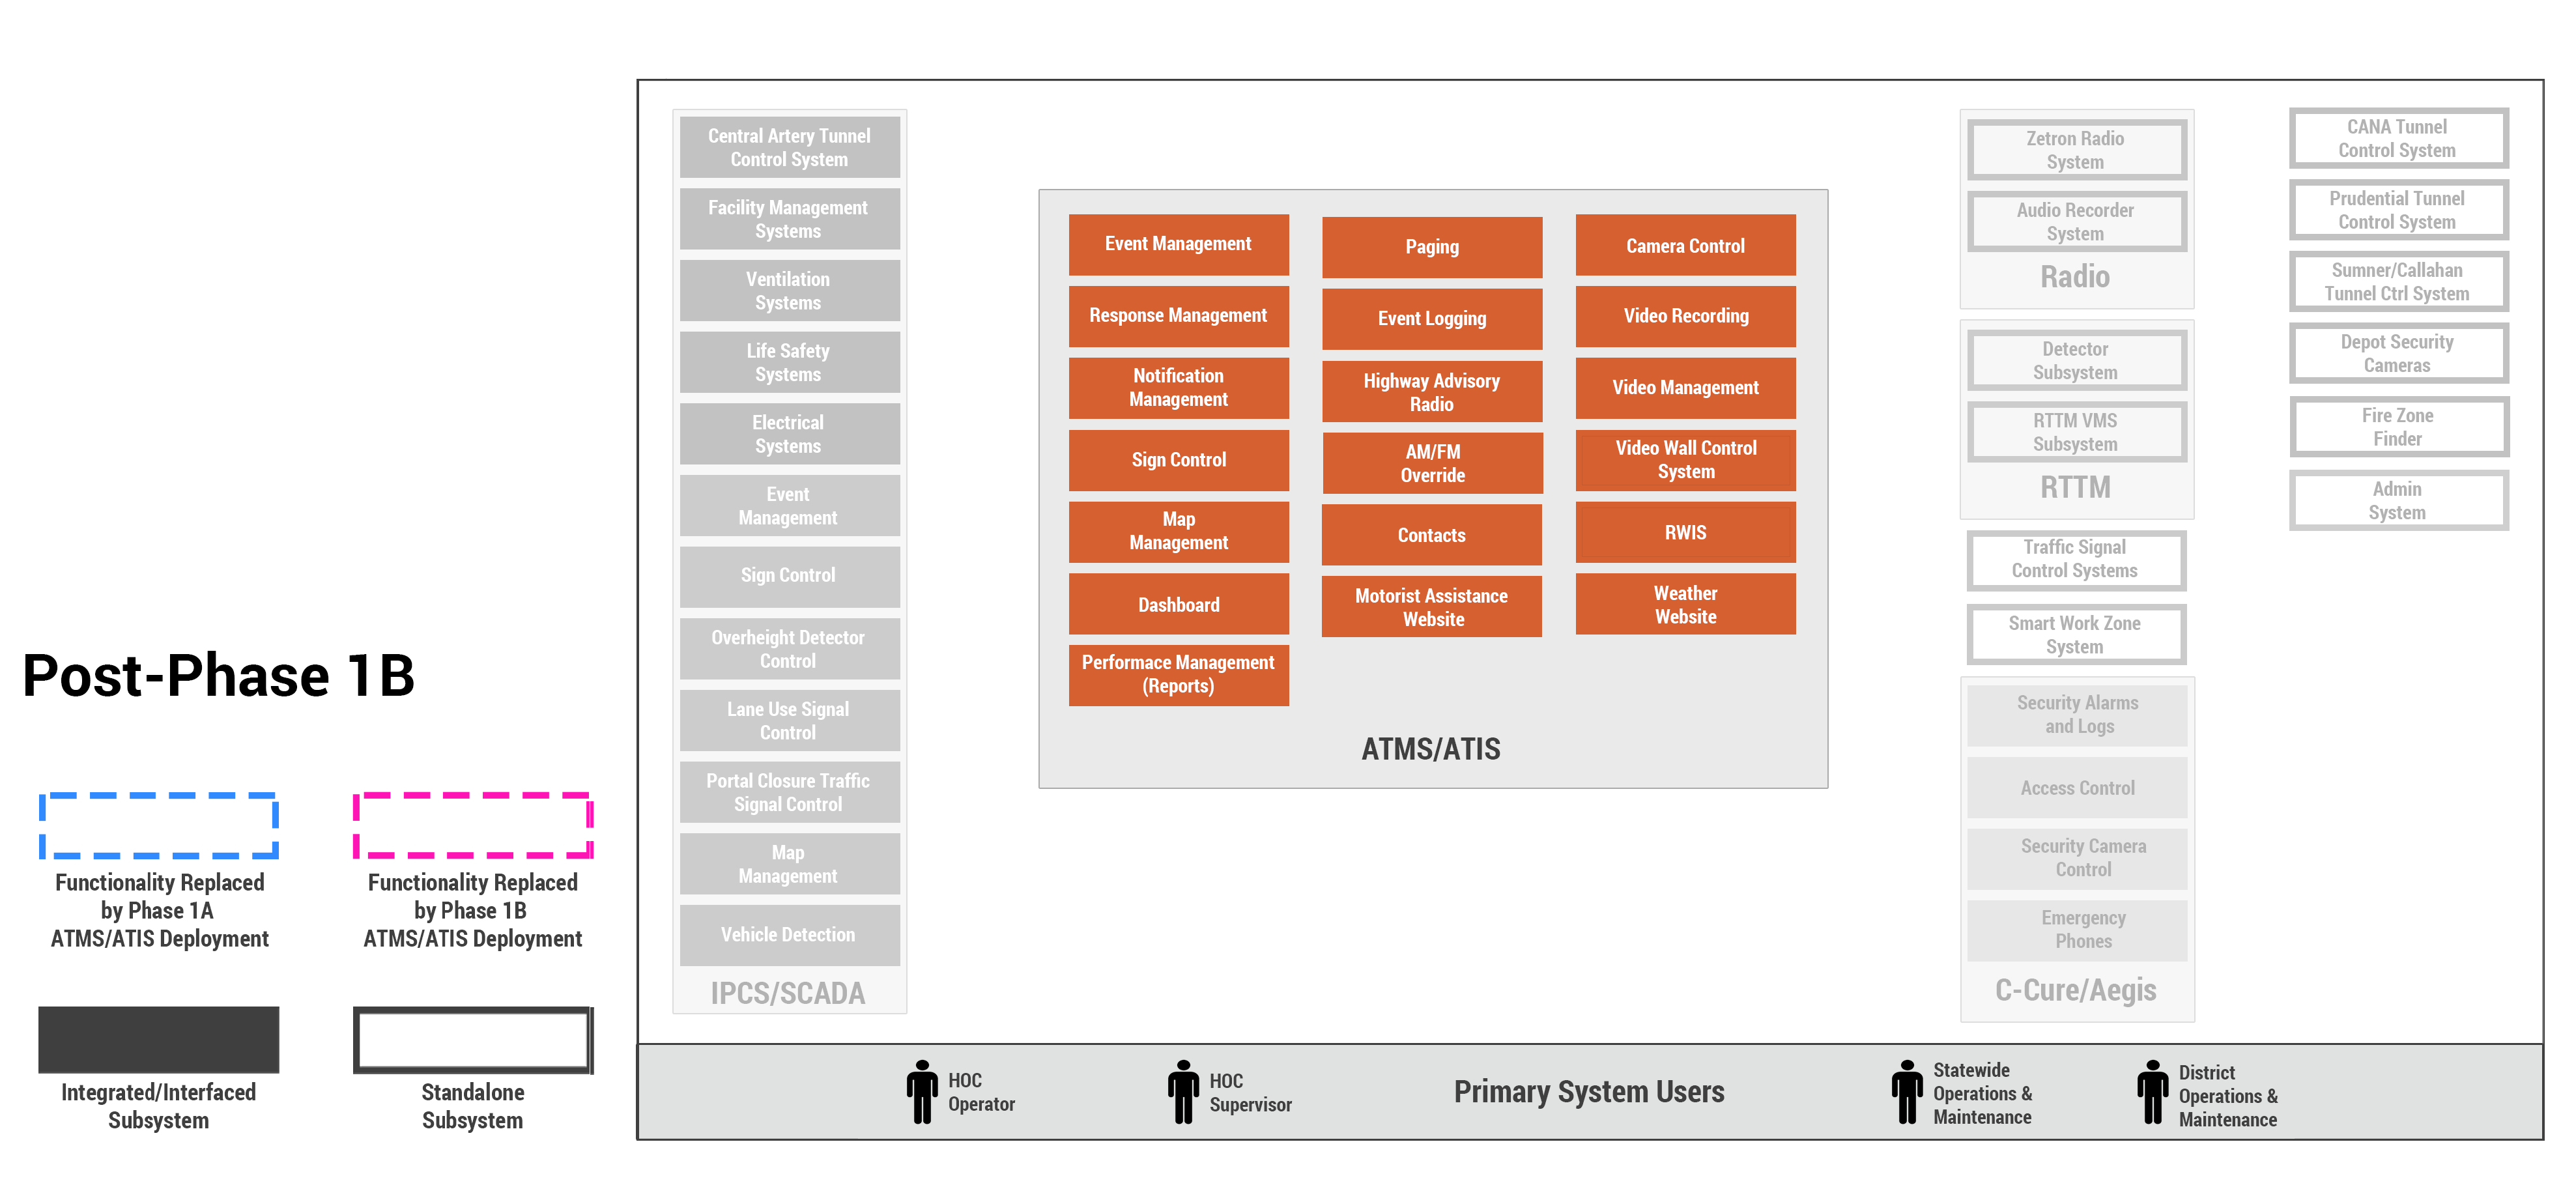 Post-Phase 1B
Functionality Replaced
by Phase 1A
ATMS/ATIS Deployment
Functionality Replaced
by Phase 1B
ATMS/ATIS Deployment
Integrated/Interfaced
Subsystem
Standalone
Subsystem
Central Artery Tunnel
Control System
Facility Management
Systems
Ventilation
Systems
Life Safety
Systems
Electrical
Systems
Event
Management
Sign Control
Overheight Detector
Control
Lane Use Signal
Control
Portal Closure Traffic
Signal Control
Map
Management
Vehicle Detection
IPCS/SCADA
Event Management
Response Management
Notification
Management
Sign Control
Map
Management
Dashboard
Performace Management
(Reports)
Paging
Event Logging
Highway Advisory
Radio
AM/FM
Override
Contacts
Motorist Assistance
Website
Camera Control
Video Recording
Video Management
Video Wall Control
System
RWIS
Weather
Website
ATMS/ATIS
Zetron Radio
System
Audio Recorder
System
Radio
Detector
Subsystem
RTTM VMS
Subsystem
RTTM
Traffic Signal
Control Systems
Smart Work Zone
System
Security Alarms
and Logs
Access Control
Security Camera
Control
Emergency
Phones
C-Cure/Aegis
CANA Tunnel
Control System
Prudential Tunnel
Control System
Sumner/Callahan
Tunnel Ctrl System
Depot Security
Cameras
Fire Zone
Finder
Admin
System
HOC
Operator
HOC
Supervisor
Primary System Users
Statewide
Operations &
Maintenance
District
Operations &
Maintenance